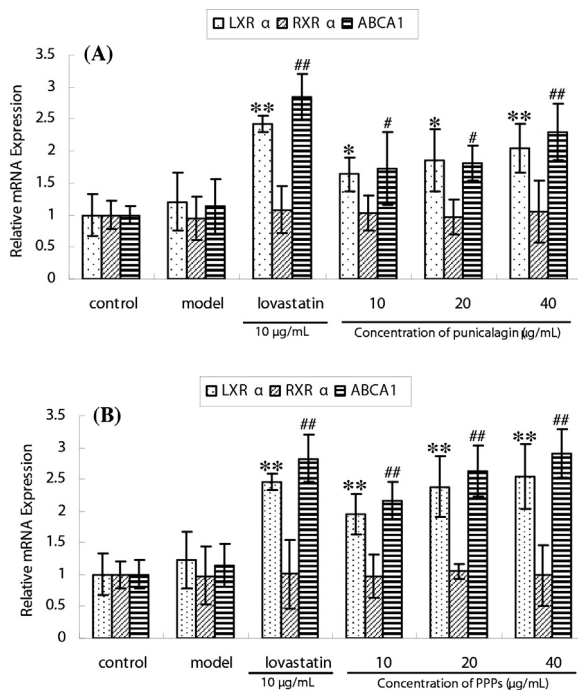 LXR α RXR α ABCA1
(A)
Relative mRNA Expression
3.5
3
2.5
2
1.5
1
0.5
0
** ## * # * # ** ##
control model lovastatin 10 20 40
10 μg/mL Concentration of punicalagin (μg/mL)
LXR α RXR α ABCA1
(B)
Relative mRNA Expression
3.5
3
2.5
2
1.5
1
0.5
0
** ## ** ## ** ## ** ##
control model lovastatin 10 20 40
10 μg/mL Concentration of PPPs (μg/mL)